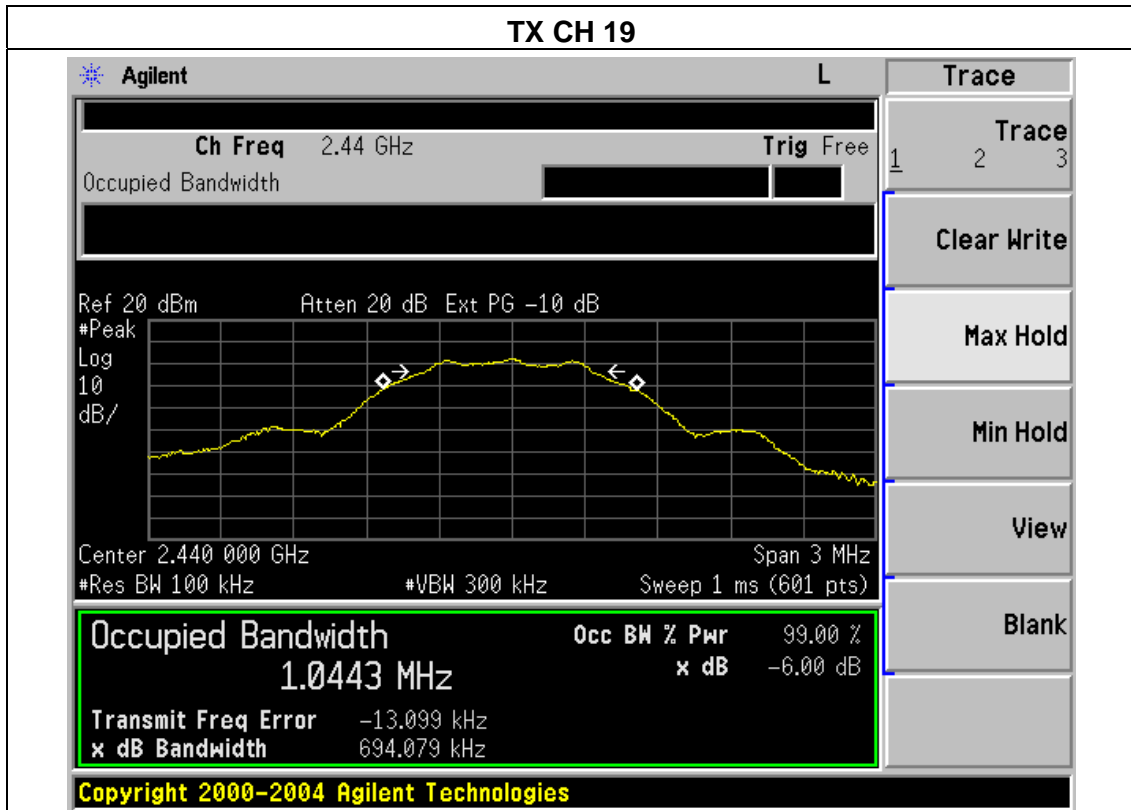 TX CH 19
Agilent L Trace
Ch Freq 2.44 GHz Trig Free
Occupied Bandwidth
Trace
1 2 3
Clear Write
Max Hold
Min Hold
View
Blank
Ref 20 dBm Atten 20 dB Ext PG -10 dB
#Peak
Log
10
dB/
Center 2.440 000 GHz Span 3 MHz
#Res BW 100 kHz #VBW 300 kHz Sweep 1 ms (601 pts)
Occupied Bandwidth Occ BW % Pwr 99.00 %
1.0443 MHz x dB -6.00 dB
Transmit Freq Error -13.099 kHz
x dB Bandwidth 694.079 kHz
Copyright 2000-2004 Agilent Technologies